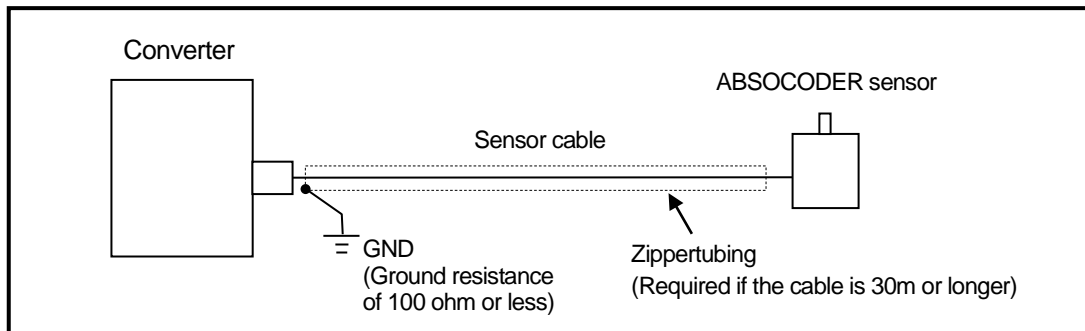 Converter
ABSOCODER sensor
Sensor cable
GND
(Ground resistance
of 100 ohm or less)
Zippertubing
(Required if the cable is 30m or longer)